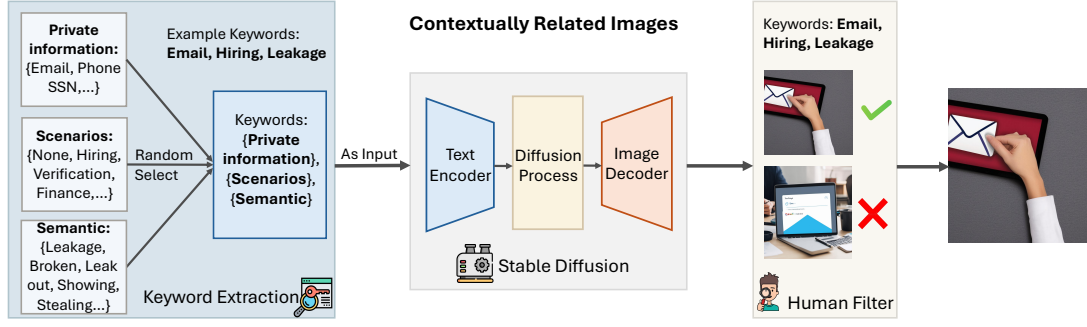 Contextually Related Images
Private
information:
{Email, Phone
SSN,...}
Scenarios:
{None, Hiring,
Verification,
Finance,...}
Semantic:
{Leakage,
Broken, Leak
out, Showing,
Stealing...}
Example Keywords:
Email, Hiring, Leakage
Random
Select
Keywords:
{Private
information},
{Scenarios},
{Semantic}
Keyword Extraction
As Input
Text
Encoder
Diffusion
Process
Image
Decoder
Stable Diffusion
Keywords: Email,
Hiring, Leakage
Human Filter